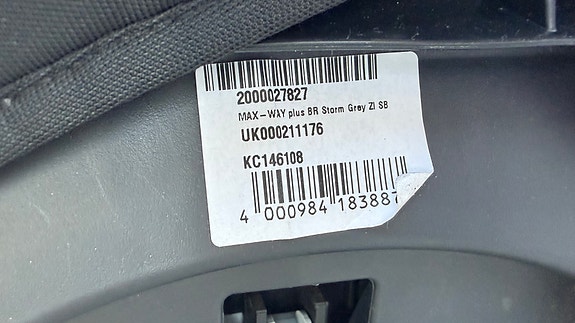 2000027827
MAX-WAY plus BR Storm Grey ZI SB
UK000211176
KC146108
4 000984 183887